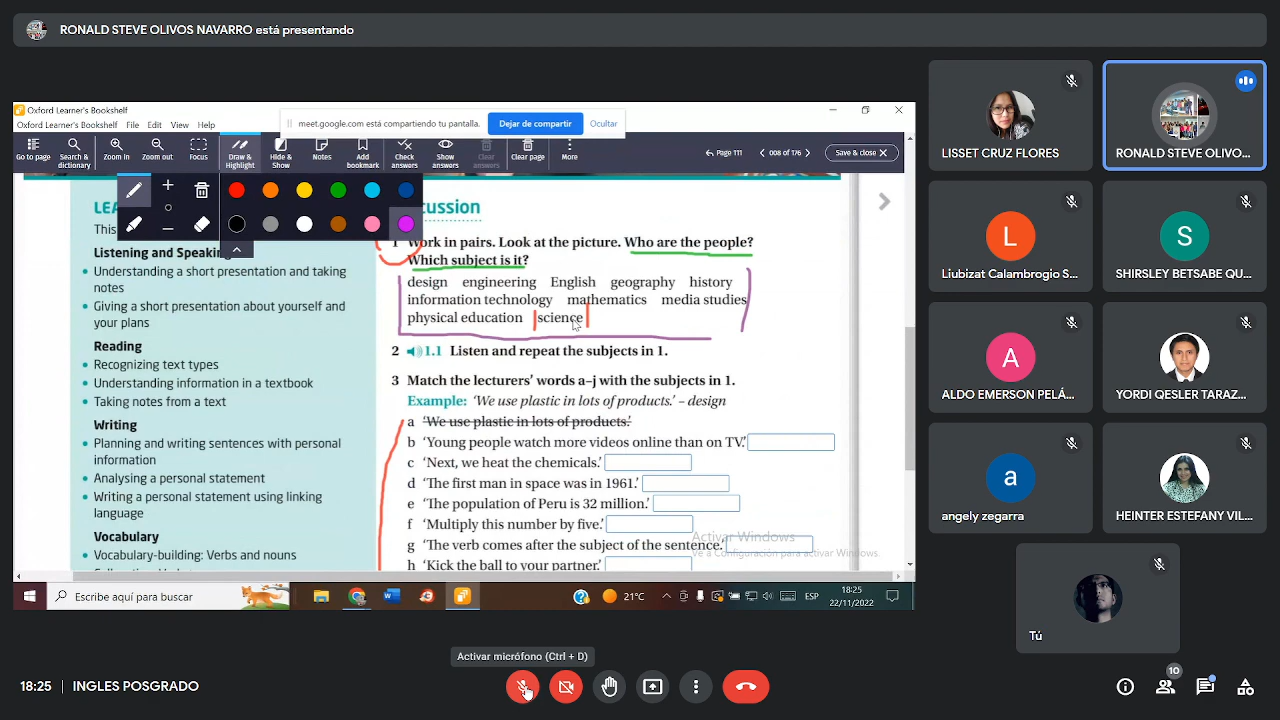 RONALD STEVE OLIVOS NAVARRO está presentando
Oxford Learner's Bookshelf
meet.google.com está compartiendo tu pantalla.
Dejar de compartir
Ocultar
Oxford Learner's Bookshelf File Edit View Help
Go to page
Search & dictionary
Zoom in
Zoom out
Focus
Draw & Highlight
Hide & Show
Notes
Add bookmark
Check answers
Show answers
Clear answers
Clear page
More
Page 111
008 of 176
Save & close
LE
This
Listening and Speaking
• Understanding a short presentation and taking
notes
• Giving a short presentation about yourself and
your plans
Reading
• Recognizing text types
• Understanding information in a textbook
• Taking notes from a text
Writing
• Planning and writing sentences with personal
information
• Analysing a personal statement
• Writing a personal statement using linking
language
Vocabulary
• Vocabulary-building: Verbs and nouns
cussion
1 Work in pairs. Look at the picture. Who are the people?
Which subject is it?
design engineering English geography history
information technology mathematics media studies
physical education science
2 1.1 Listen and repeat the subjects in 1.
3 Match the lecturers' words a–j with the subjects in 1.
Example: 'We use plastic in lots of products.' – design
a 'We use plastic in lots of products.'
b 'Young people watch more videos online than on TV.'
c 'Next, we heat the chemicals.'
d 'The first man in space was in 1961.'
e 'The population of Peru is 32 million.'
f 'Multiply this number by five.'
g 'The verb comes after the subject of the sentence.'
h 'Kick the ball to your partner.'
Activar Windows
Ve a Configuración para activar Windows.
Escribe aquí para buscar
21°C
ESP
18:25
22/11/2022
LISSET CRUZ FLORES
RONALD STEVE OLIVO...
Liubizat Calambrogio S...
SHIRSLEY BETSABE QU...
ALDO EMERSON PELÁ...
YORDI QESLER TARAZ...
angely zegarra
HEINTER ESTEFANY VIL...
L
S
A
a
Tú
Activar micrófono (Ctrl + D)
18:25 | INGLES POSGRADO
10